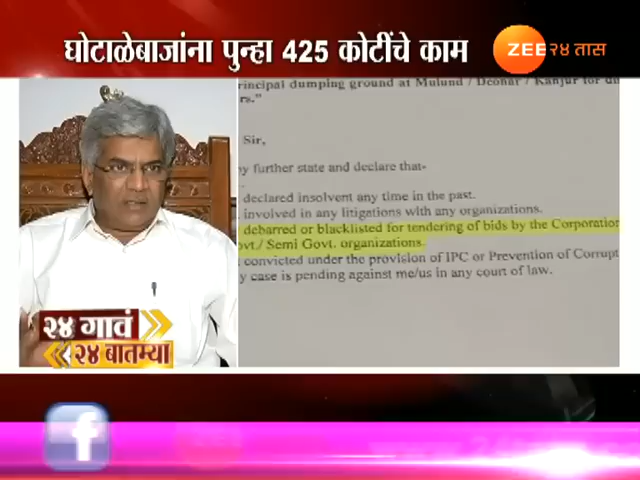 घोटाळेबाजांना पुन्हा 425 कोटींचे काम
ZEE २४ तास
rincipal dumping ground at Mulund / Deonar / Kanjur for
rs."
Sir,
y further state and declare that-
declared insolvent any time in the past.
involved in any litigations with any organizations.
debarred or blacklisted for tendering of bids by the Corporation
ovt./ Semi Govt. organizations.
convicted under the provision of IPC or Prevention of Corrupt
y case is pending against me/us in any court of law.
२४ गावं
२४ बातम्या
f